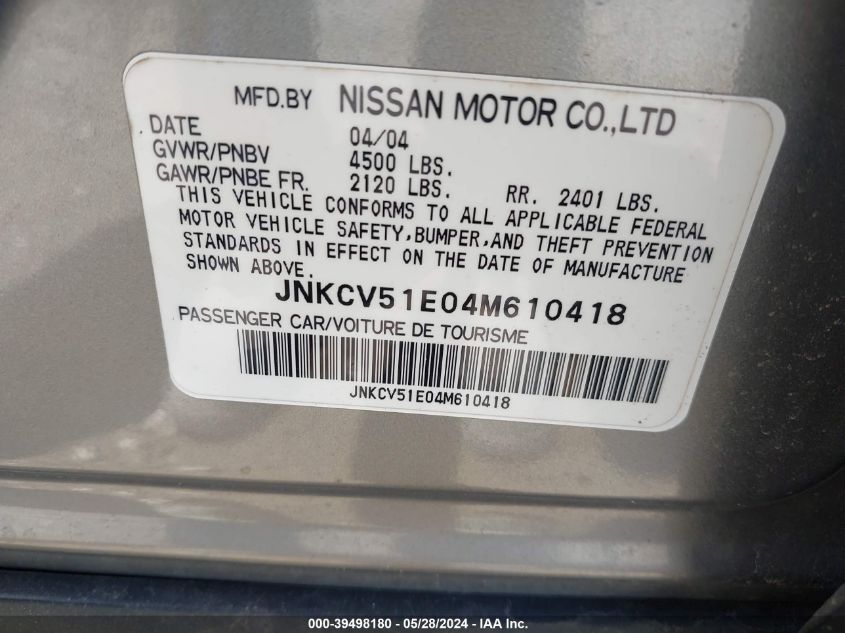 MFD.BY NISSAN MOTOR CO.,LTD
DATE 04/04
GVWR/PNBV 4500 LBS.
GAWR/PNBE FR. 2120 LBS. RR. 2401 LBS.
THIS VEHICLE CONFORMS TO ALL APPLICABLE FEDERAL
MOTOR VEHICLE SAFETY,BUMPER,AND THEFT PREVENTION
STANDARDS IN EFFECT ON THE DATE OF MANUFACTURE
SHOWN ABOVE.
JNKCV51E04M610418
PASSENGER CAR/VOITURE DE TOURISME
JNKCV51E04M610418
000-39498180 - 05/28/2024 - IAA Inc.